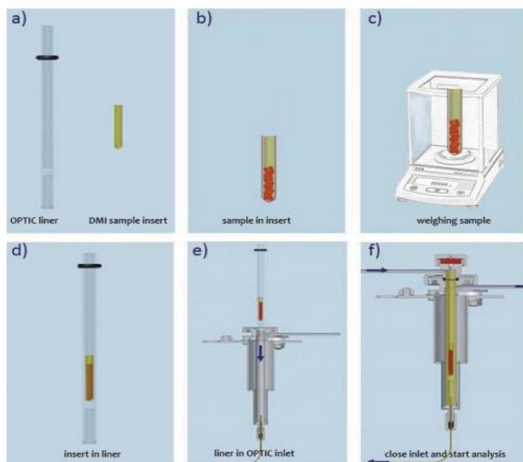 a)
b)
c)
OPTIC liner
DMI sample insert
sample in insert
weighing sample
d)
e)
f)
insert in liner
liner in OPTIC inlet
close inlet and start analysis